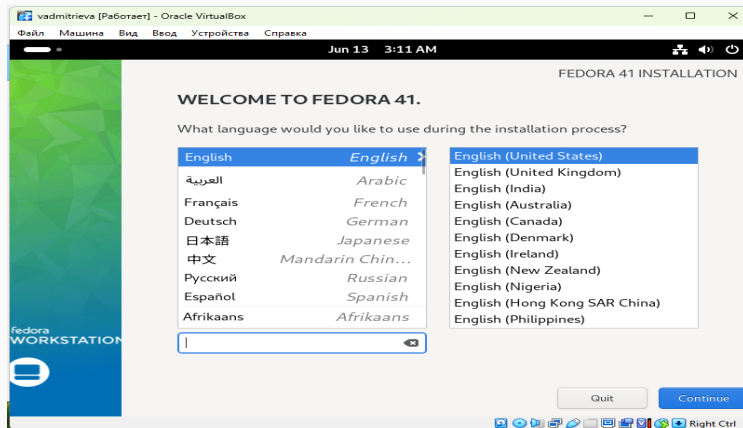 vadmitrieva [Работает] - Oracle VirtualBox
Файл Машина Вид Ввод Устройства Справка
Jun 13 3:11 AM
FEDORA 41 INSTALLATION
WELCOME TO FEDORA 41.
What language would you like to use during the installation process?
English English
العربية Arabic
Français French
Deutsch German
日本語 Japanese
中文 Mandarin Chin...
Русский Russian
Español Spanish
Afrikaans Afrikaans
English (United States)
English (United Kingdom)
English (India)
English (Australia)
English (Canada)
English (Denmark)
English (Ireland)
English (New Zealand)
English (Nigeria)
English (Hong Kong SAR China)
English (Philippines)
fedora
WORKSTATION
Quit Continue
Right Ctrl